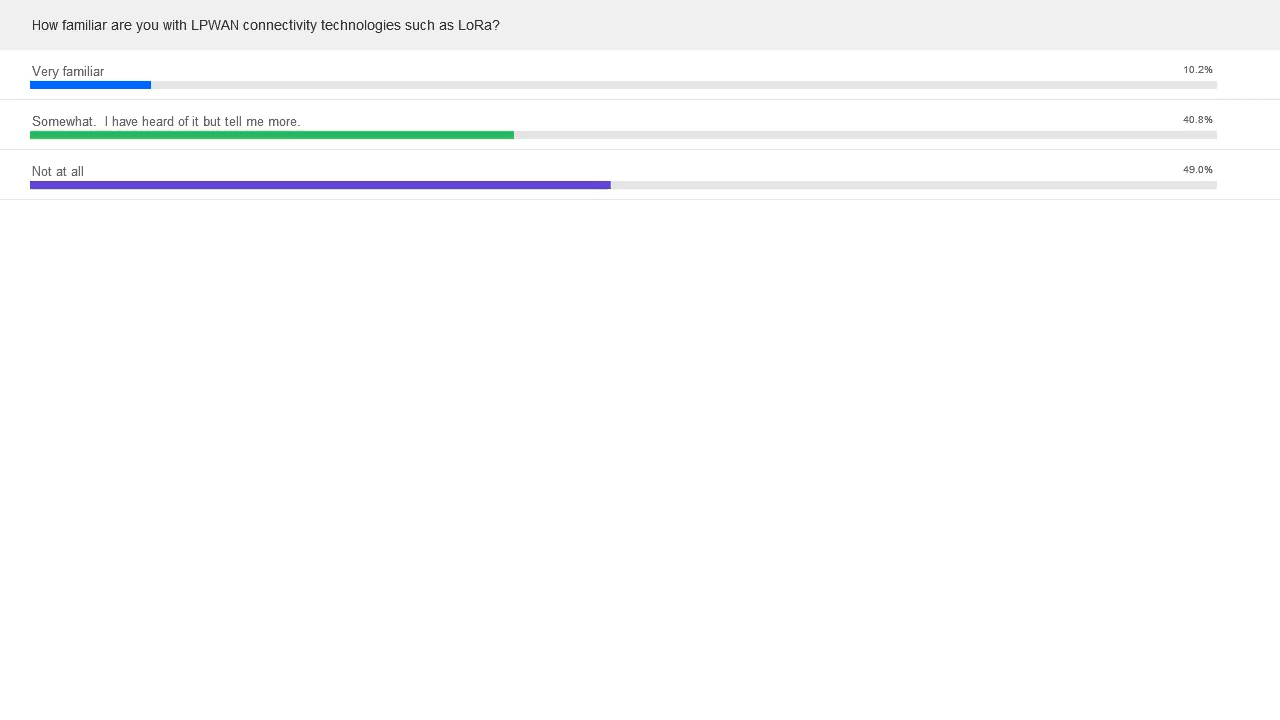 How familiar are you with LPWAN connectivity technologies such as LoRa?
Very familiar 10.2%
Somewhat.  I have heard of it but tell me more. 40.8%
Not at all 49.0%